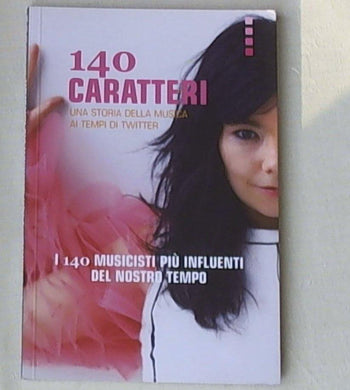 140
CARATTERI
UNA STORIA DELLA MUSICA
AI TEMPI DI TWITTER
I 140 MUSICISTI PIÙ INFLUENTI
DEL NOSTRO TEMPO